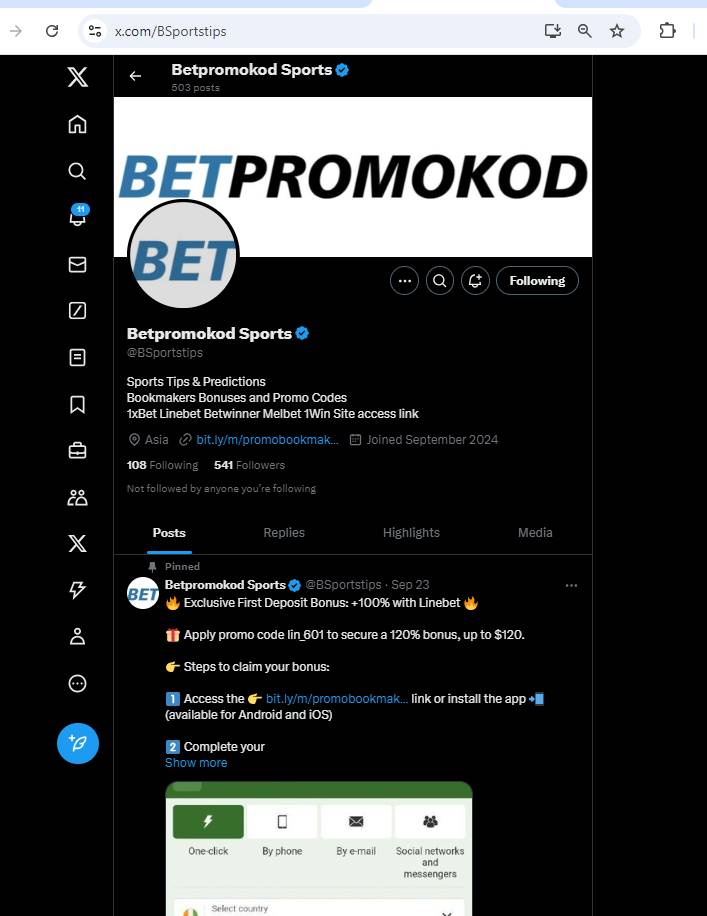 x.com/BSportstips
Betpromokod Sports
503 posts
BETPROMOKOD
BET
11
Following
Betpromokod Sports
@BSportstips
Sports Tips & Predictions
Bookmakers Bonuses and Promo Codes
1xBet Linebet Betwinner Melbet 1Win Site access link
Asia bit.ly/m/promobookmak... Joined September 2024
108 Following 541 Followers
Not followed by anyone you're following
Posts Replies Highlights Media
Pinned
BET
Betpromokod Sports @BSportstips · Sep 23
🔥 Exclusive First Deposit Bonus: +100% with Linebet 🔥
🎁 Apply promo code lin_601 to secure a 120% bonus, up to $120.
👉 Steps to claim your bonus:
1️⃣ Access the 👉 bit.ly/m/promobookmak... link or install the app 📲
(available for Android and iOS)
2️⃣ Complete your
Show more
One-click By phone By e-mail Social networks
and
messengers
Select country